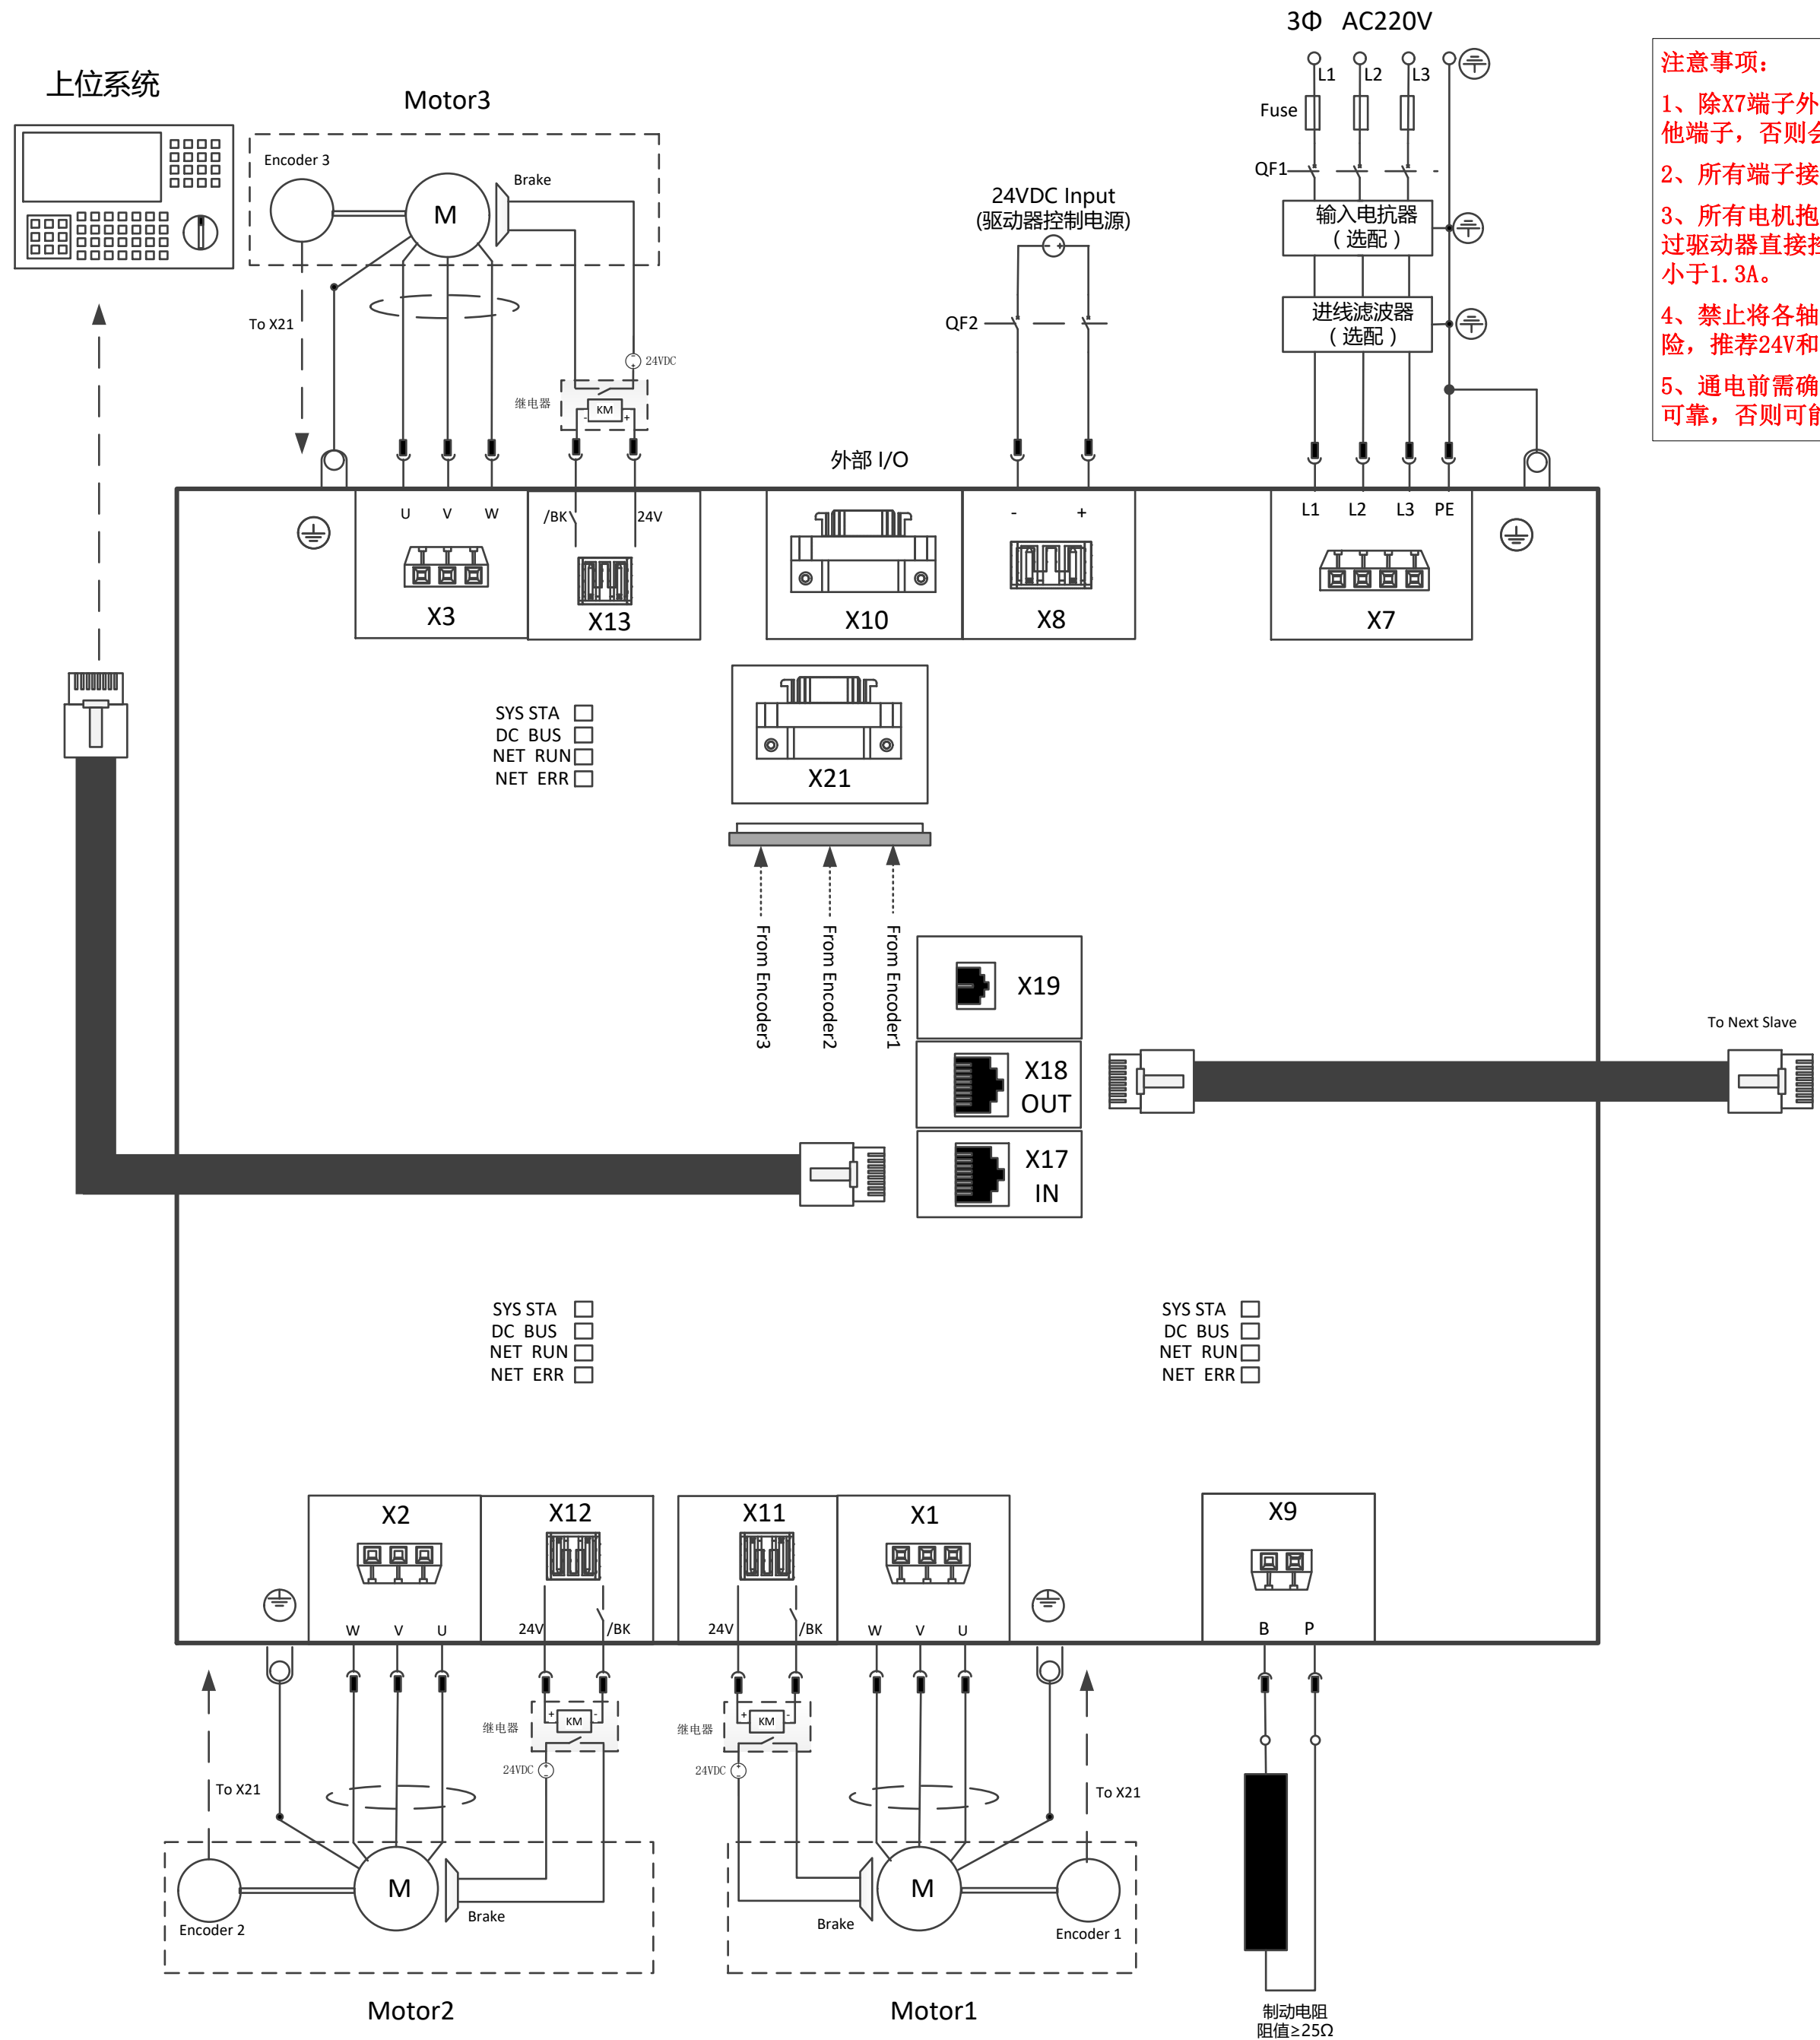 3Φ AC220V
上位系统
Motor3
Encoder 3
Brake
M
To X21
24VDC
继电器
KM
- +
24VDC Input
(驱动器控制电源)
- +
QF2
L1 L2 L3
Fuse
QF1
输入电抗器
（选配）
进线滤波器
（选配）
注意事项：
1、除X7端子外
他端子，否则会
2、所有端子接
3、所有电机抱
过驱动器直接控
小于1.3A。
4、禁止将各轴
险，推荐24V和
5、通电前需确
可靠，否则可能
外部 I/O
U V W
/BK 24V
- +
L1 L2 L3 PE
X3
X13
X10
X8
X7
SYS STA
DC BUS
NET RUN
NET ERR
X21
From Encoder3
From Encoder2
From Encoder1
X19
X18
OUT
X17
IN
To Next Slave
SYS STA
DC BUS
NET RUN
NET ERR
SYS STA
DC BUS
NET RUN
NET ERR
X2
X12
X11
X1
X9
W V U
24V /BK
24V /BK
W V U
B P
继电器
+ KM -
24VDC
继电器
+ KM -
24VDC
To X21
To X21
M
Encoder 2
Brake
M
Brake
Encoder 1
Motor2
Motor1
制动电阻
阻值≥25Ω